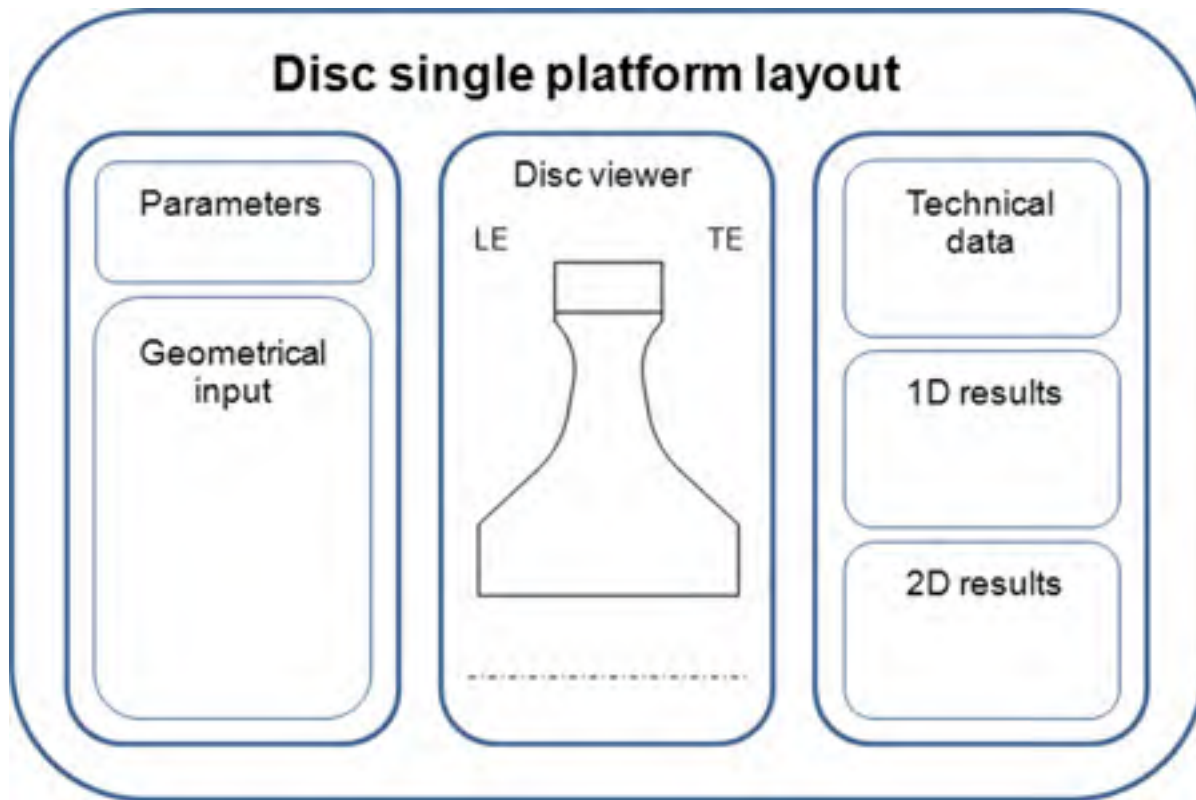 Disc single platform layout
Parameters
Geometrical
input
Disc viewer
LE
TE
Technical
data
1D results
2D results